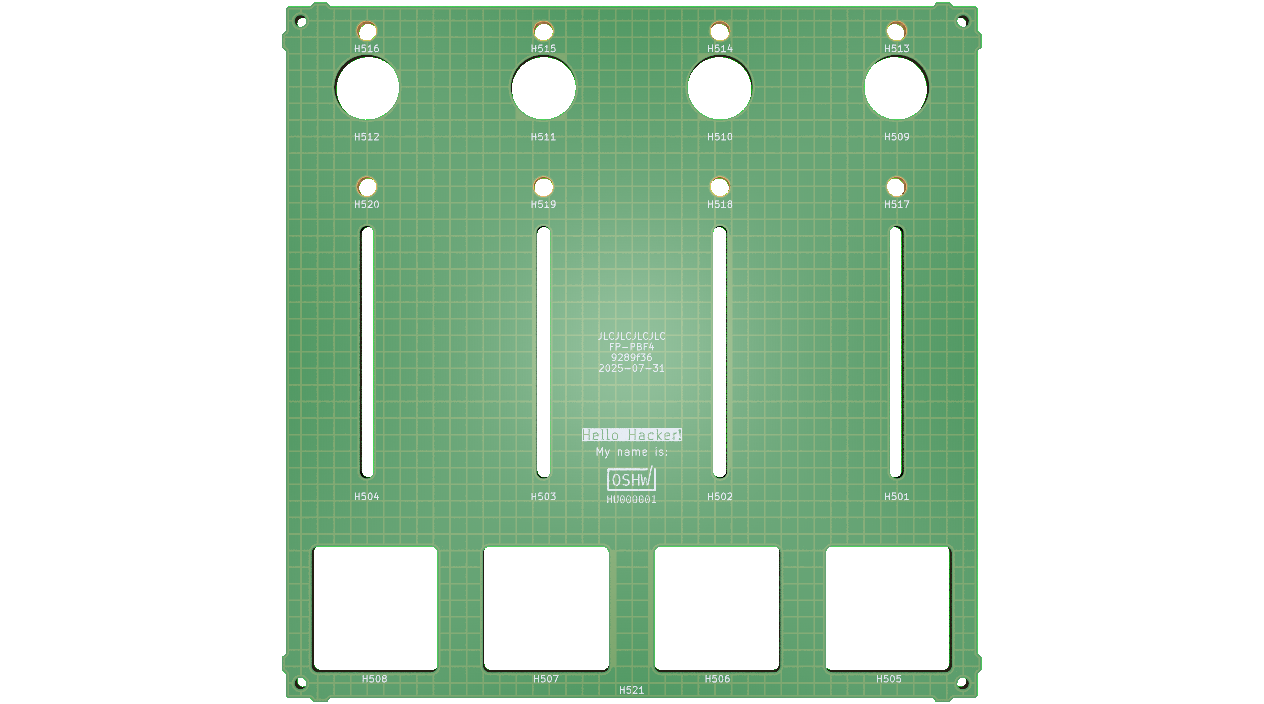 H516 H515 H514 H513
H512 H511 H510 H509
H520 H519 H518 H517
JLCJLCJLCJLC
FP-PBF4
9289f36
2025-07-31
Hello Hacker!
My name is:
OSHW
HU000001
H504 H503 H502 H501
H508 H507 H506 H505
H521